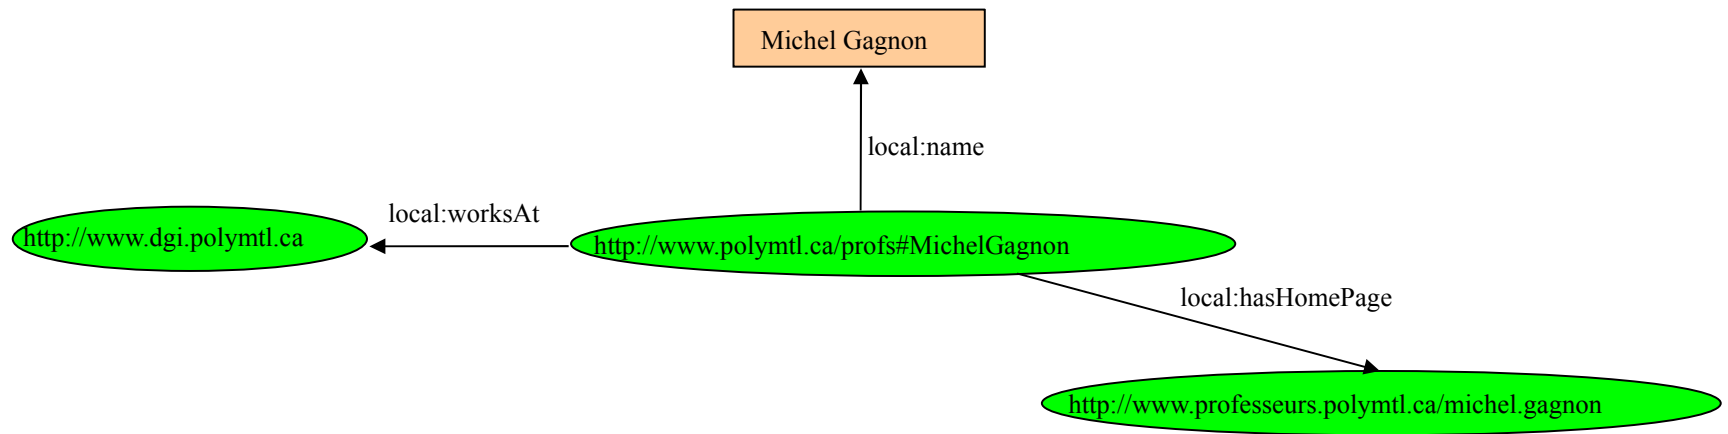 Michel Gagnon
local:name
local:worksAt
http://www.dgi.polymtl.ca
http://www.polymtl.ca/profs#MichelGagnon
local:hasHomePage
http://www.professeurs.polymtl.ca/michel.gagnon